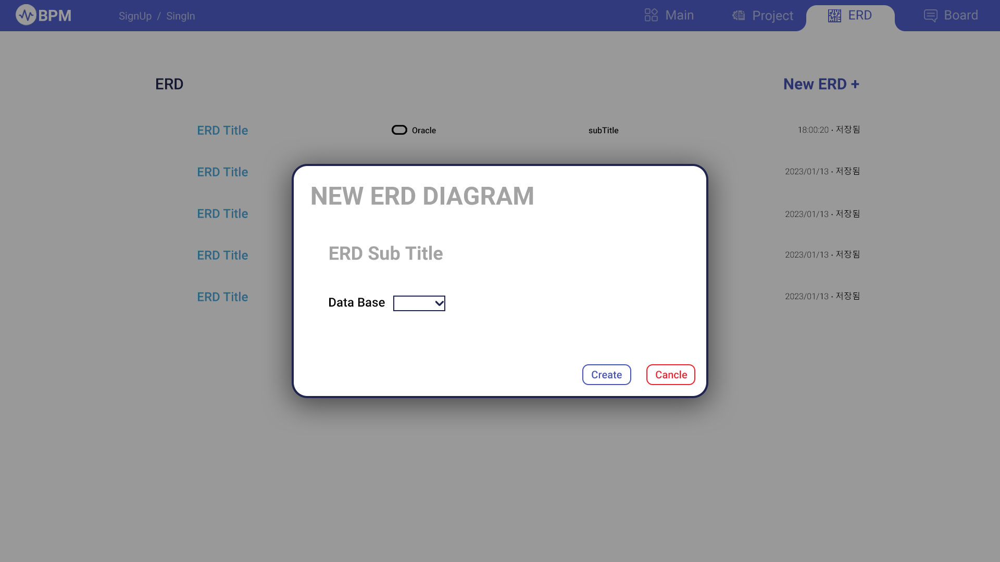 BPM
SignUp / SingIn
Main
Project
ERD
Board
ERD
New ERD +
ERD Title
Oracle
subTitle
18:00:20 · 저장됨
ERD Title
2023/01/13 · 저장됨
ERD Title
2023/01/13 · 저장됨
ERD Title
2023/01/13 · 저장됨
ERD Title
2023/01/13 · 저장됨
NEW ERD DIAGRAM
ERD Sub Title
Data Base
Create
Cancle